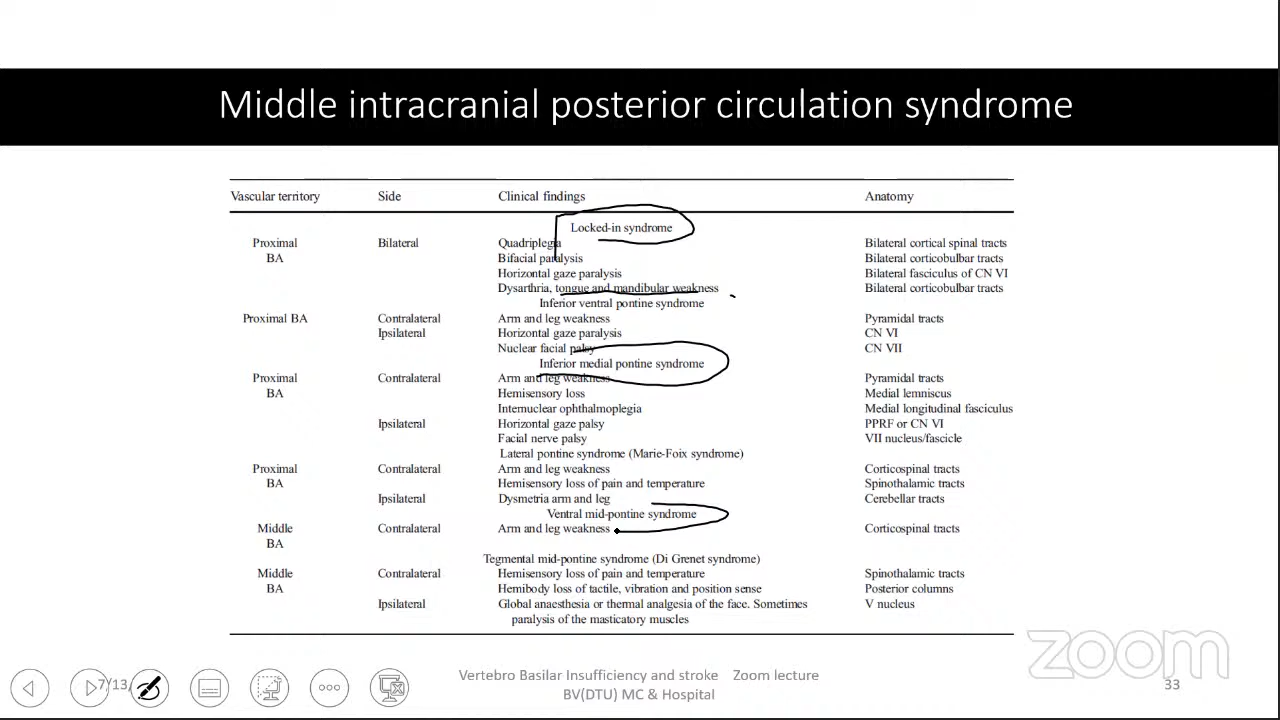 Middle intracranial posterior circulation syndrome
Vascular territory Side Clinical findings Anatomy
Locked-in syndrome
Proximal Bilateral Quadriplegia Bilateral cortical spinal tracts
BA Bifacial paralysis Bilateral corticobulbar tracts
Horizontal gaze paralysis Bilateral fasciculus of CN VI
Dysarthria, tongue and mandibular weakness Bilateral corticobulbar tracts
Inferior ventral pontine syndrome
Proximal BA Contralateral Arm and leg weakness Pyramidal tracts
Ipsilateral Horizontal gaze paralysis CN VI
Nuclear facial palsy CN VII
Inferior medial pontine syndrome
Proximal Contralateral Arm and leg weakness Pyramidal tracts
BA Hemisensory loss Medial lemniscus
Internuclear ophthalmoplegia Medial longitudinal fasciculus
Ipsilateral Horizontal gaze palsy PPRF or CN VI
Facial nerve palsy VII nucleus/fascicle
Lateral pontine syndrome (Marie-Foix syndrome)
Proximal Contralateral Arm and leg weakness Corticospinal tracts
BA Hemisensory loss of pain and temperature Spinothalamic tracts
Ipsilateral Dysmetria arm and leg Cerebellar tracts
Ventral mid-pontine syndrome
Middle Contralateral Arm and leg weakness Corticospinal tracts
BA
Tegmental mid-pontine syndrome (Di Grenet syndrome)
Middle Contralateral Hemisensory loss of pain and temperature Spinothalamic tracts
BA Hemibody loss of tactile, vibration and position sense Posterior columns
Ipsilateral Global anaesthesia or thermal analgesia of the face. Sometimes V nucleus
paralysis of the masticatory muscles
zoom
7/13/
Vertebro Basilar Insufficiency and stroke Zoom lecture
BV(DTU) MC & Hospital
33